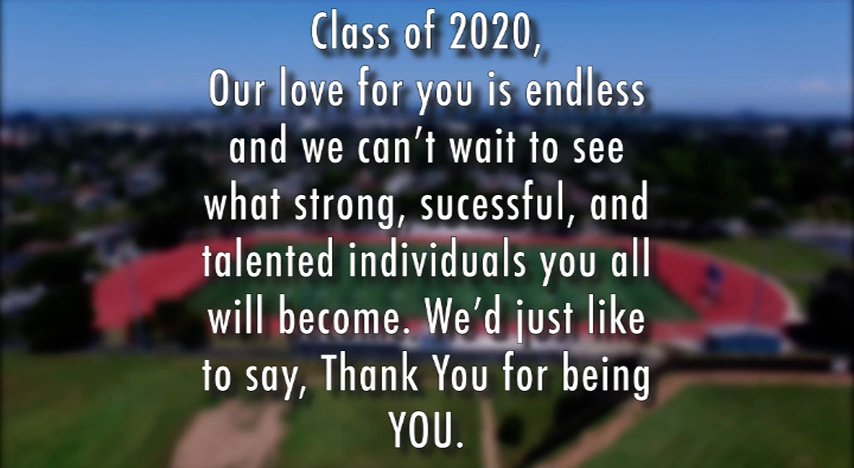 Class of 2020,
Our love for you is endless
and we can't wait to see
what strong, sucessful, and
talented individuals you all
will become. We'd just like
to say, Thank You for being
YOU.